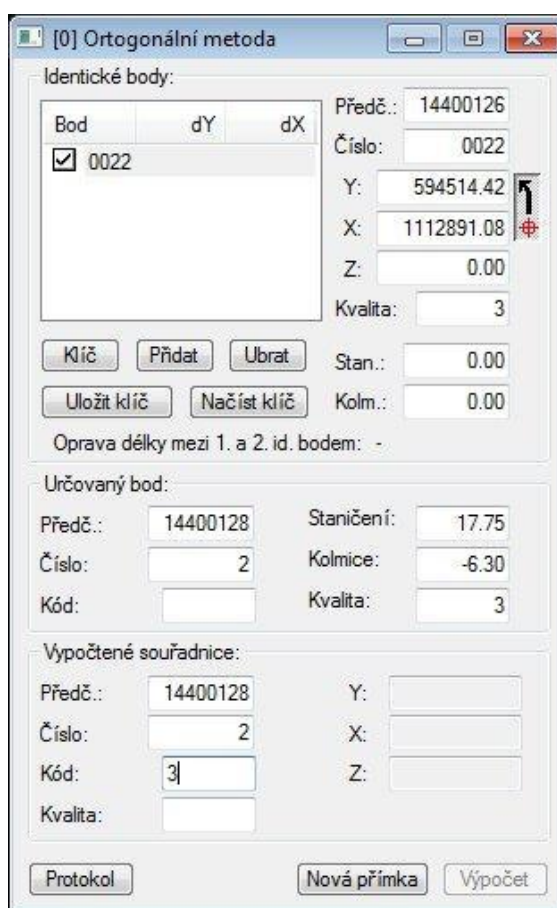 [0] Ortogonální metoda
Identické body:
Bod dY dX
0022
Předč.: 14400126
Číslo: 0022
Y: 594514.42
X: 1112891.08
Z: 0.00
Kvalita: 3
Klíč Přidat Ubrat Stan.: 0.00
Uložit klíč Načíst klíč Kolm.: 0.00
Oprava délky mezi 1. a 2. id. bodem: -
Určovaný bod:
Předč.: 14400128 Staničení: 17.75
Číslo: 2 Kolmice: -6.30
Kód: Kvalita: 3
Vypočtené souřadnice:
Předč.: 14400128 Y:
Číslo: 2 X:
Kód: 3 Z:
Kvalita:
Protokol Nová přímka Výpočet